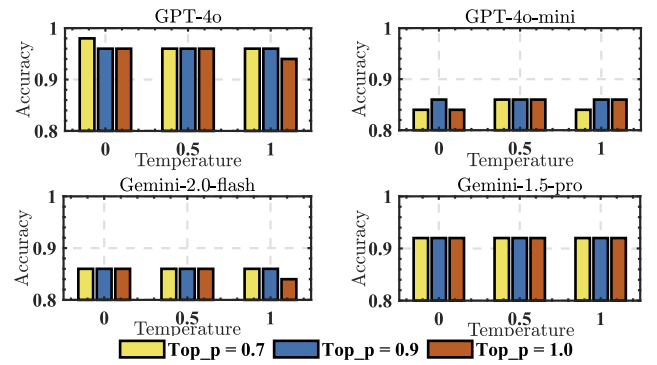 GPT-4o
GPT-4o-mini
Accuracy
1
0.9
0.8
0
0.5
1
Temperature
Accuracy
1
0.9
0.8
0
0.5
1
Temperature
Gemini-2.0-flash
Gemini-1.5-pro
Accuracy
1
0.9
0.8
0
0.5
1
Temperature
Accuracy
1
0.9
0.8
0
0.5
1
Temperature
Top_p = 0.7 Top_p = 0.9 Top_p = 1.0